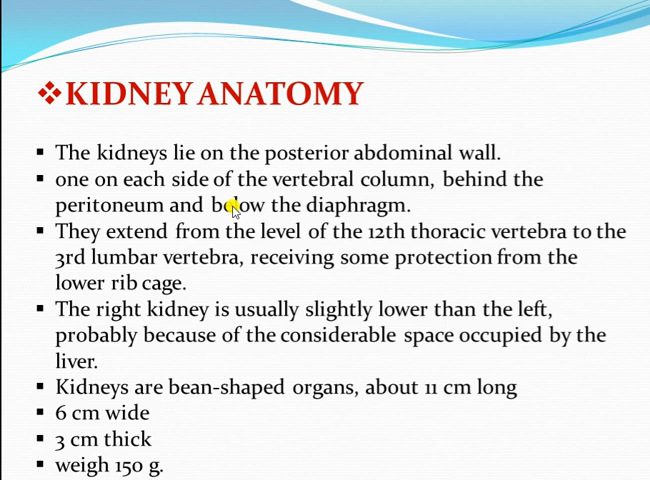 ❖KIDNEY ANATOMY
▪ The kidneys lie on the posterior abdominal wall.
▪ one on each side of the vertebral column, behind the
peritoneum and below the diaphragm.
▪ They extend from the level of the 12th thoracic vertebra to the
3rd lumbar vertebra, receiving some protection from the
lower rib cage.
▪ The right kidney is usually slightly lower than the left,
probably because of the considerable space occupied by the
liver.
▪ Kidneys are bean-shaped organs, about 11 cm long
▪ 6 cm wide
▪ 3 cm thick
▪ weigh 150 g.